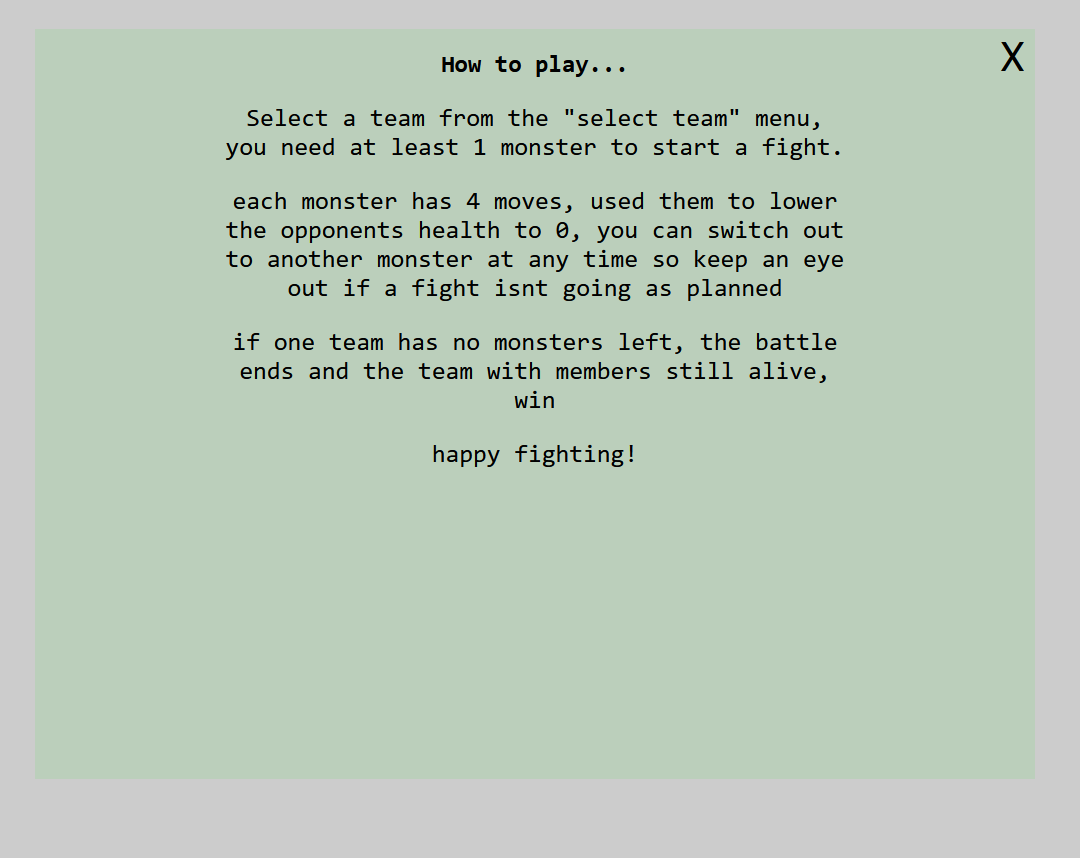 How to play...
X
Select a team from the "select team" menu,
you need at least 1 monster to start a fight.
each monster has 4 moves, used them to lower
the opponents health to 0, you can switch out
to another monster at any time so keep an eye
out if a fight isnt going as planned
if one team has no monsters left, the battle
ends and the team with members still alive,
win
happy fighting!